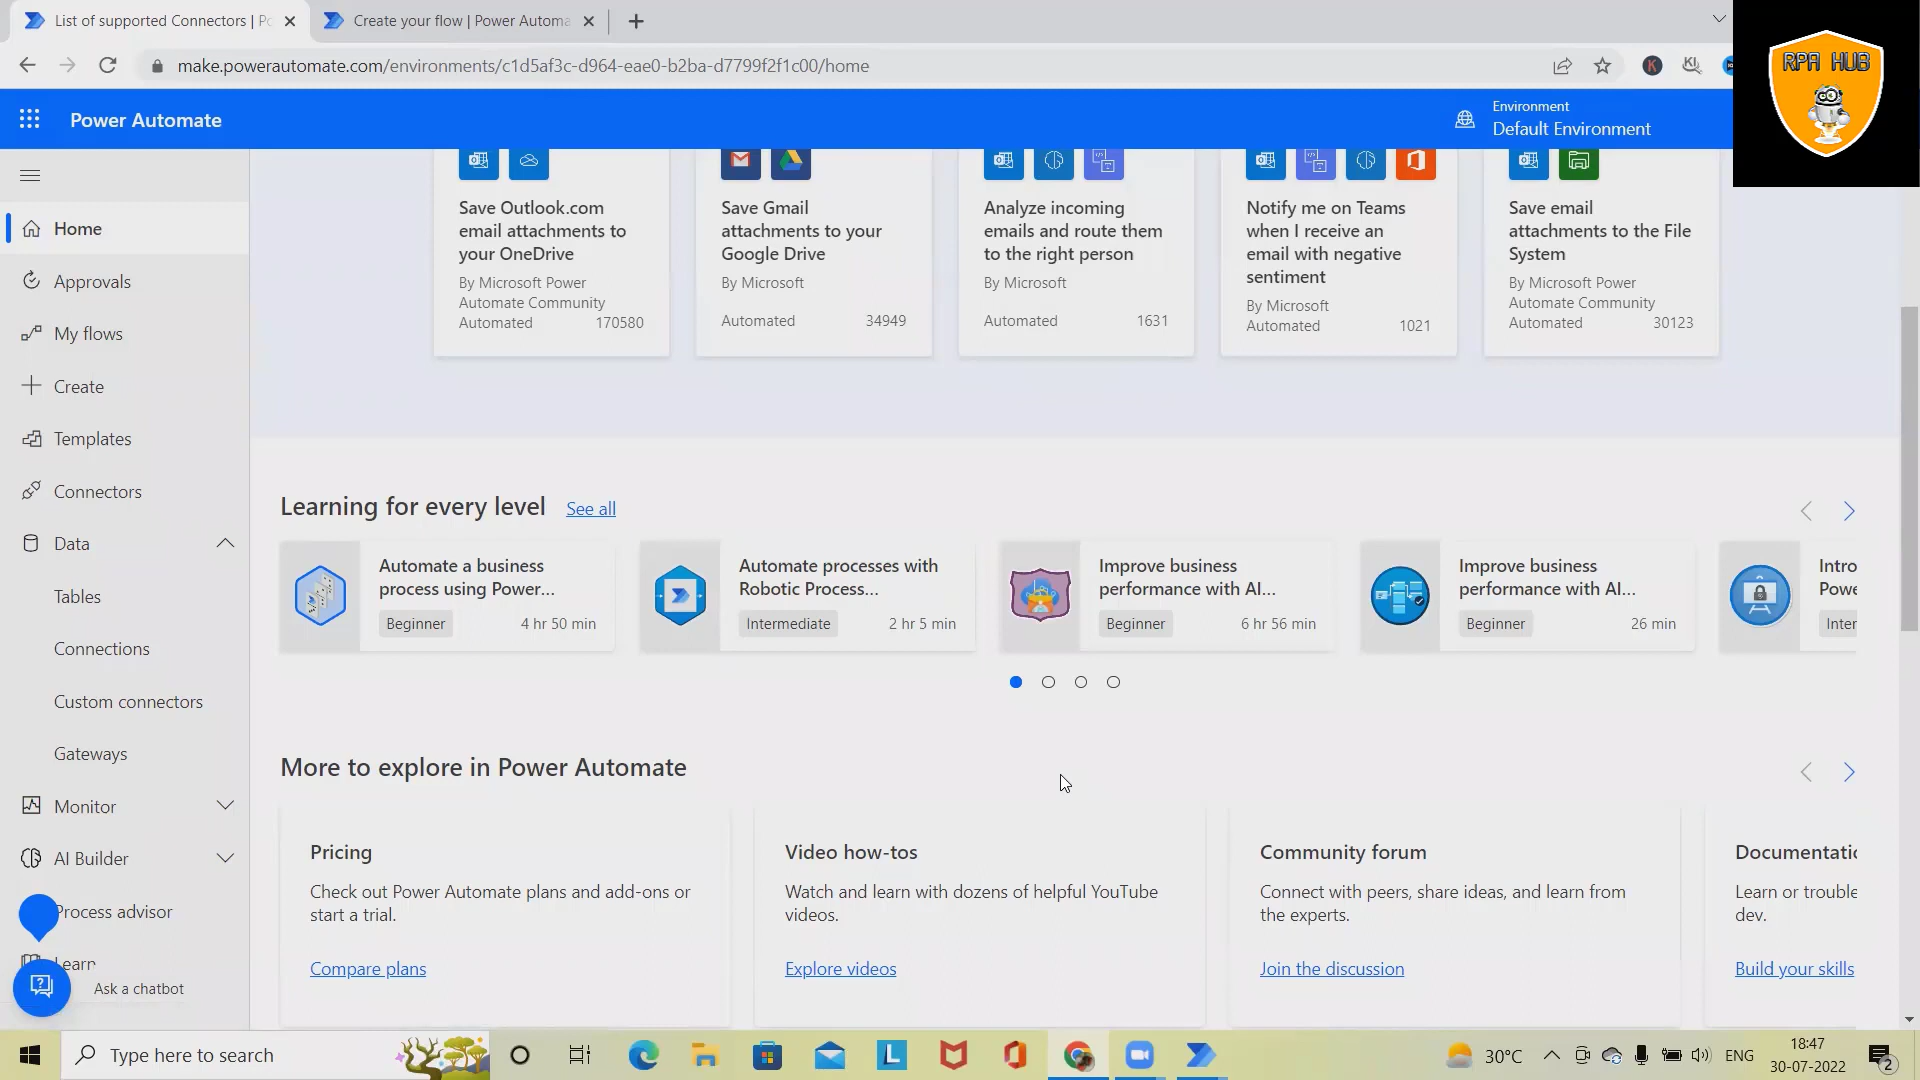 List of supported Connectors | Po
Create your flow | Power Automa
make.powerautomate.com/environments/c1d5af3c-d964-eae0-b2ba-d7799f2f1c00/home
RPA HUB
Power Automate
Environment
Default Environment
Home
Approvals
My flows
Create
Templates
Connectors
Data
Tables
Connections
Custom connectors
Gateways
Monitor
AI Builder
Process advisor
Learn
Ask a chatbot
Save Outlook.com
email attachments to
your OneDrive
By Microsoft Power
Automate Community
Automated 170580
Save Gmail
attachments to your
Google Drive
By Microsoft
Automated 34949
Analyze incoming
emails and route them
to the right person
By Microsoft
Automated 1631
Notify me on Teams
when I receive an
email with negative
sentiment
By Microsoft
Automated 1021
Save email
attachments to the File
System
By Microsoft Power
Automate Community
Automated 30123
Learning for every level See all
Automate a business
process using Power...
Beginner 4 hr 50 min
Automate processes with
Robotic Process...
Intermediate 2 hr 5 min
Improve business
performance with AI...
Beginner 6 hr 56 min
Improve business
performance with AI...
Beginner 26 min
Intro
Powe
Inter
More to explore in Power Automate
Pricing
Check out Power Automate plans and add-ons or
start a trial.
Compare plans
Video how-tos
Watch and learn with dozens of helpful YouTube
videos.
Explore videos
Community forum
Connect with peers, share ideas, and learn from
the experts.
Join the discussion
Documentatic
Learn or trouble
dev.
Build your skills
Type here to search
30°C
ENG
18:47
30-07-2022
2